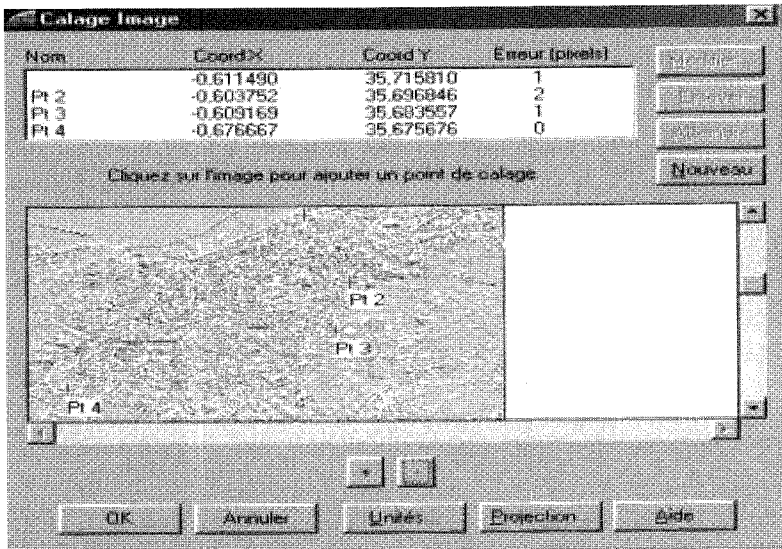 Calage Image
Nom Coord X Coord Y Erreur (pixels)
-0.611490 35.715810 1
Pt 2 -0.603752 35.696846 2
Pt 3 -0.609169 35.683557 1
Pt 4 -0.676667 35.675676 0
Cliquez sur l'image pour ajouter un point de calage
Nouveau
Pt 2
Pt 3
Pt 4
OK Annuler Unités Projection Aide